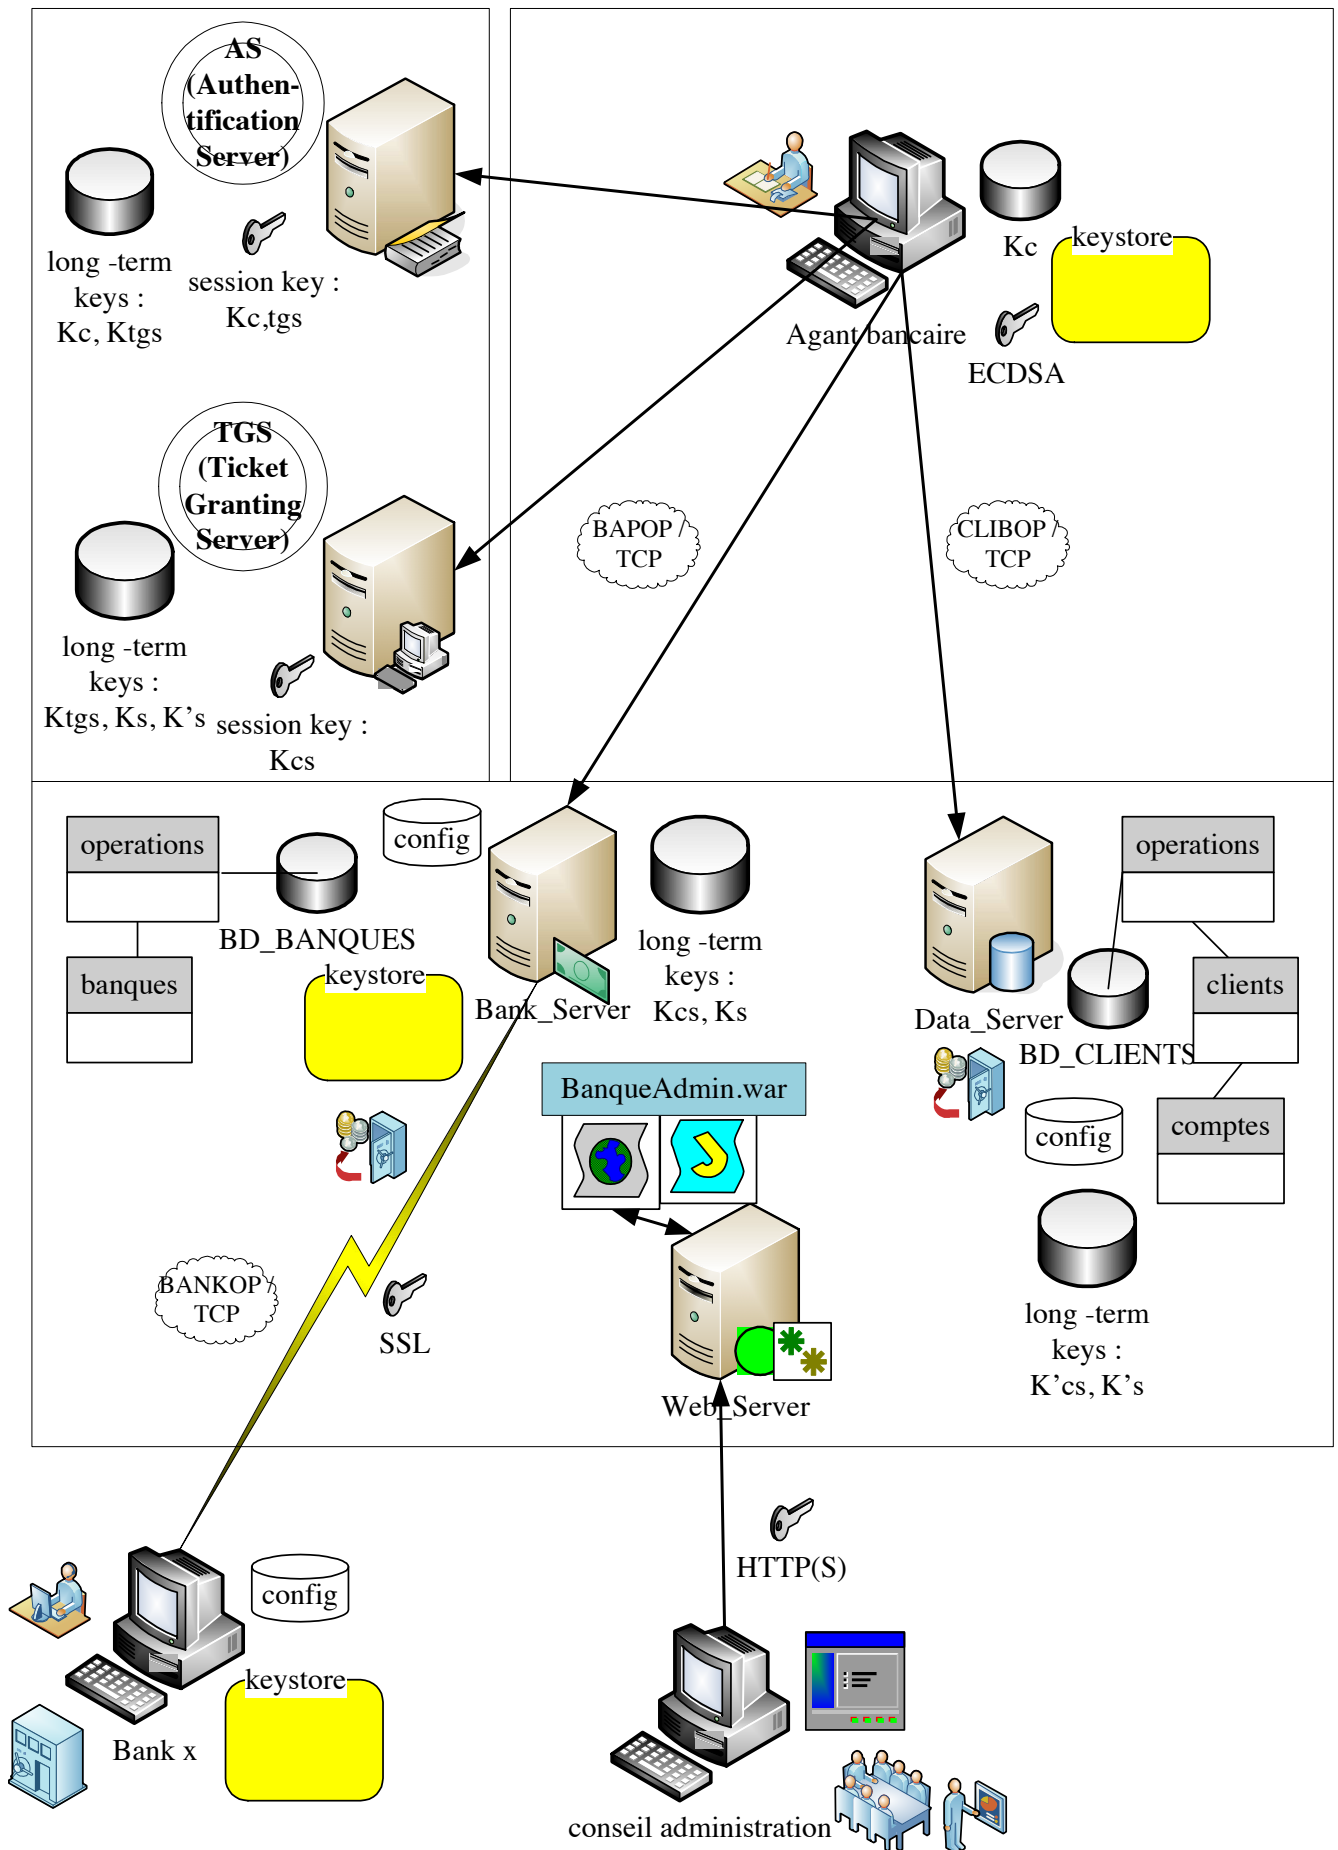 AS
(Authen-
tification
Server)
long -term
keys :
Kc, Ktgs
session key :
Kc,tgs
Kc
keystore
Agant bancaire
ECDSA
TGS
(Ticket
Granting
Server)
long -term
keys :
Ktgs, Ks, K's
session key :
Kcs
BAPOP /
TCP
CLIBOP /
TCP
operations
banques
BD_BANQUES
config
keystore
Bank_Server
long -term
keys :
Kcs, Ks
Data_Server
BD_CLIENTS
operations
clients
comptes
config
long -term
keys :
K'cs, K's
BanqueAdmin.war
Web_Server
BANKOP /
TCP
SSL
HTTP(S)
config
keystore
Bank x
conseil administration